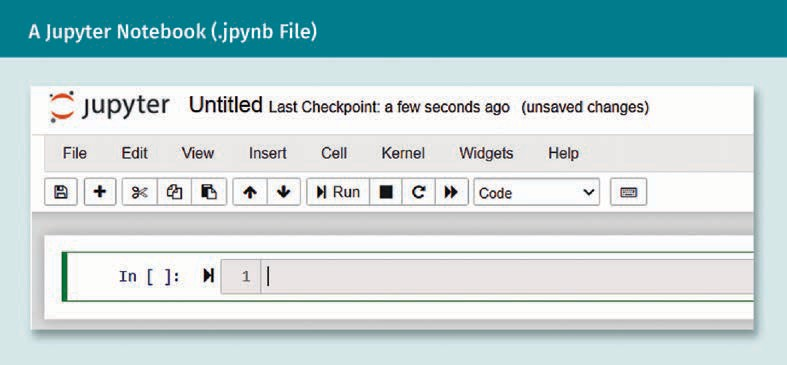 A Jupyter Notebook (.jpynb File)
jupyter Untitled Last Checkpoint: a few seconds ago (unsaved changes)
File Edit View Insert Cell Kernel Widgets Help
Run Code
In [ ]: 1